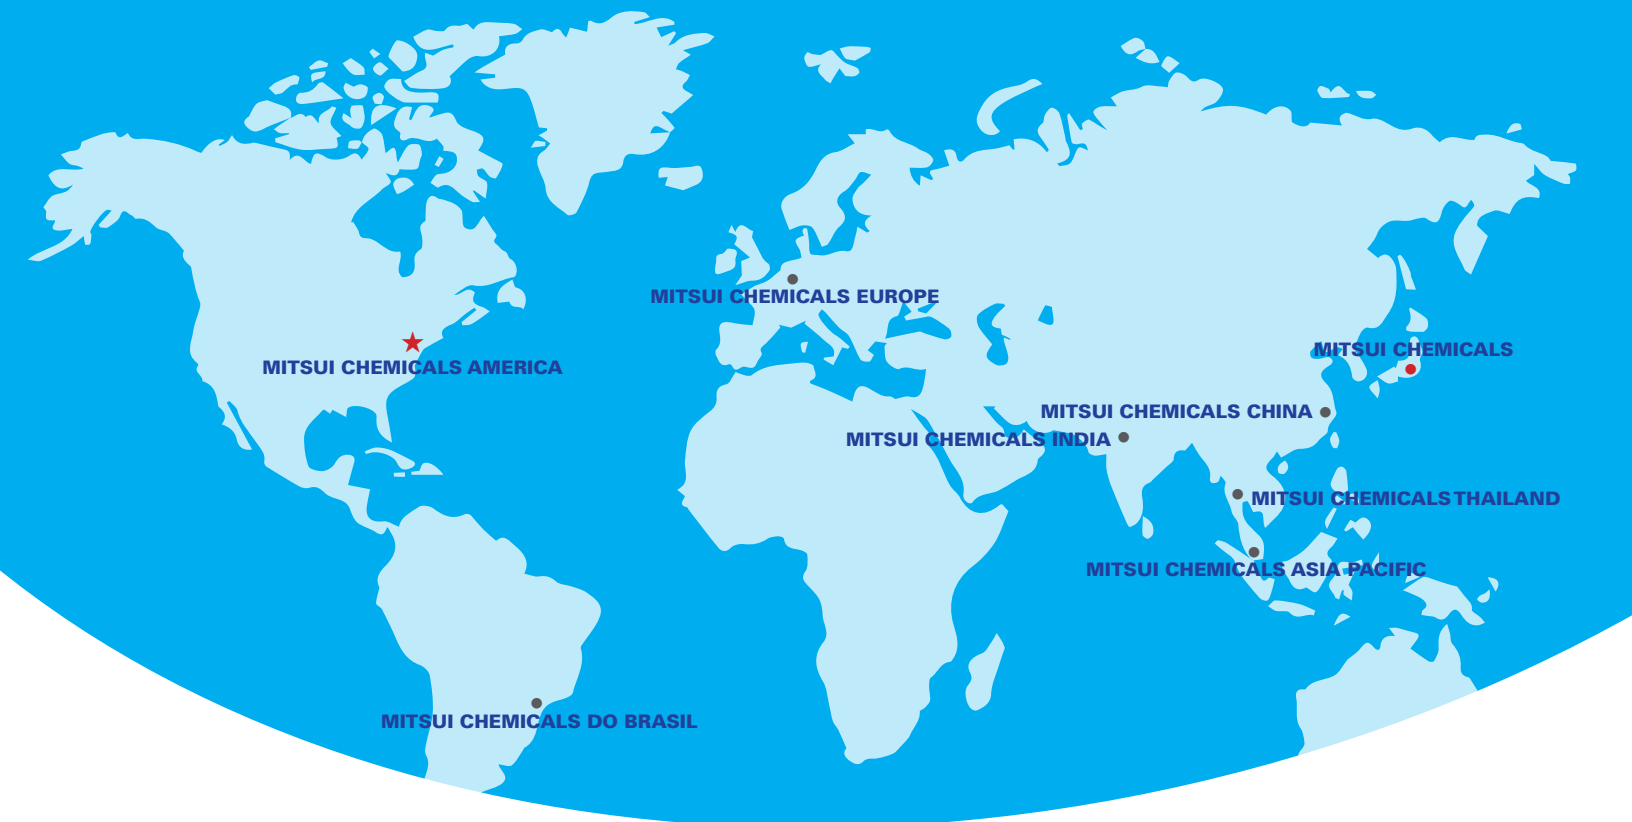 MITSUI CHEMICALS EUROPE
MITSUI CHEMICALS
MITSUI CHEMICALS AMERICA
MITSUI CHEMICALS CHINA
MITSUI CHEMICALS INDIA
MITSUI CHEMICALS THAILAND
MITSUI CHEMICALS ASIA PACIFIC
MITSUI CHEMICALS DO BRASIL